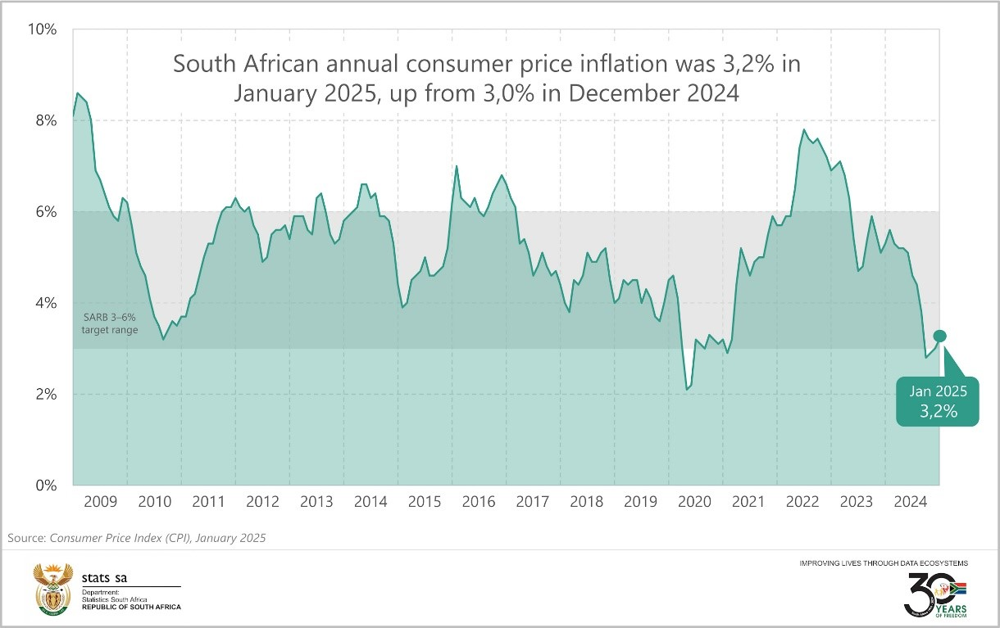 South African annual consumer price inflation was 3,2% in
January 2025, up from 3,0% in December 2024
10%
8%
6%
4%
2%
0%
SARB 3–6%
target range
Jan 2025
3,2%
2009 2010 2011 2012 2013 2014 2015 2016 2017 2018 2019 2020 2021 2022 2023 2024
Source: Consumer Price Index (CPI), January 2025
stats sa
Department:
Statistics South Africa
REPUBLIC OF SOUTH AFRICA
IMPROVING LIVES THROUGH DATA ECOSYSTEMS
30
YEARS
OF FREEDOM